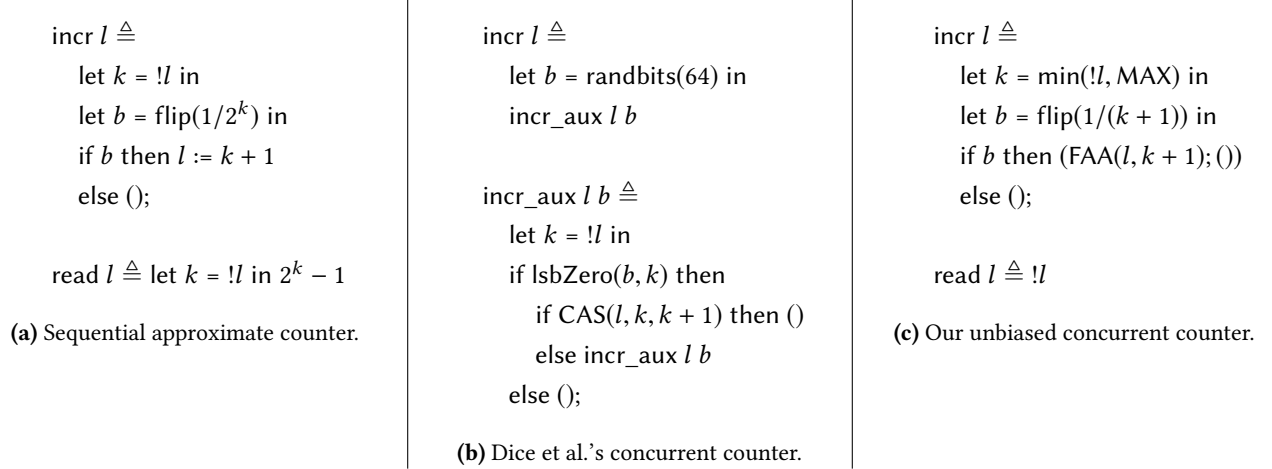 incr l ≜
let k = !l in
let b = flip(1/2^k) in
if b then l := k + 1
else ();
read l ≜ let k = !l in 2^k − 1
(a) Sequential approximate counter.
incr l ≜
let b = randbits(64) in
incr_aux l b
incr_aux l b ≜
let k = !l in
if lsbZero(b, k) then
if CAS(l, k, k + 1) then ()
else incr_aux l b
else ();
(b) Dice et al.’s concurrent counter.
incr l ≜
let k = min(!l, MAX) in
let b = flip(1/(k + 1)) in
if b then (FAA(l, k + 1); ())
else ();
read l ≜ !l
(c) Our unbiased concurrent counter.